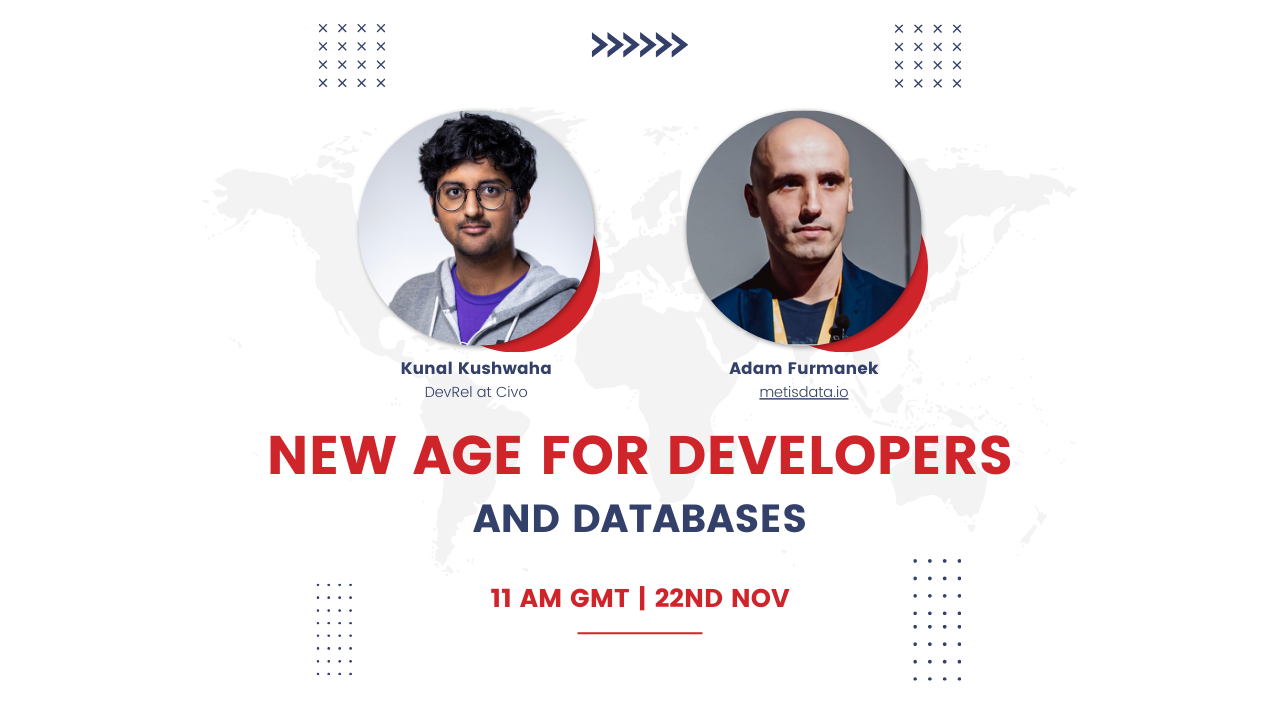 Kunal Kushwaha
DevRel at Civo
Adam Furmanek
metisdata.io
NEW AGE FOR DEVELOPERS
AND DATABASES
11 AM GMT | 22ND NOV